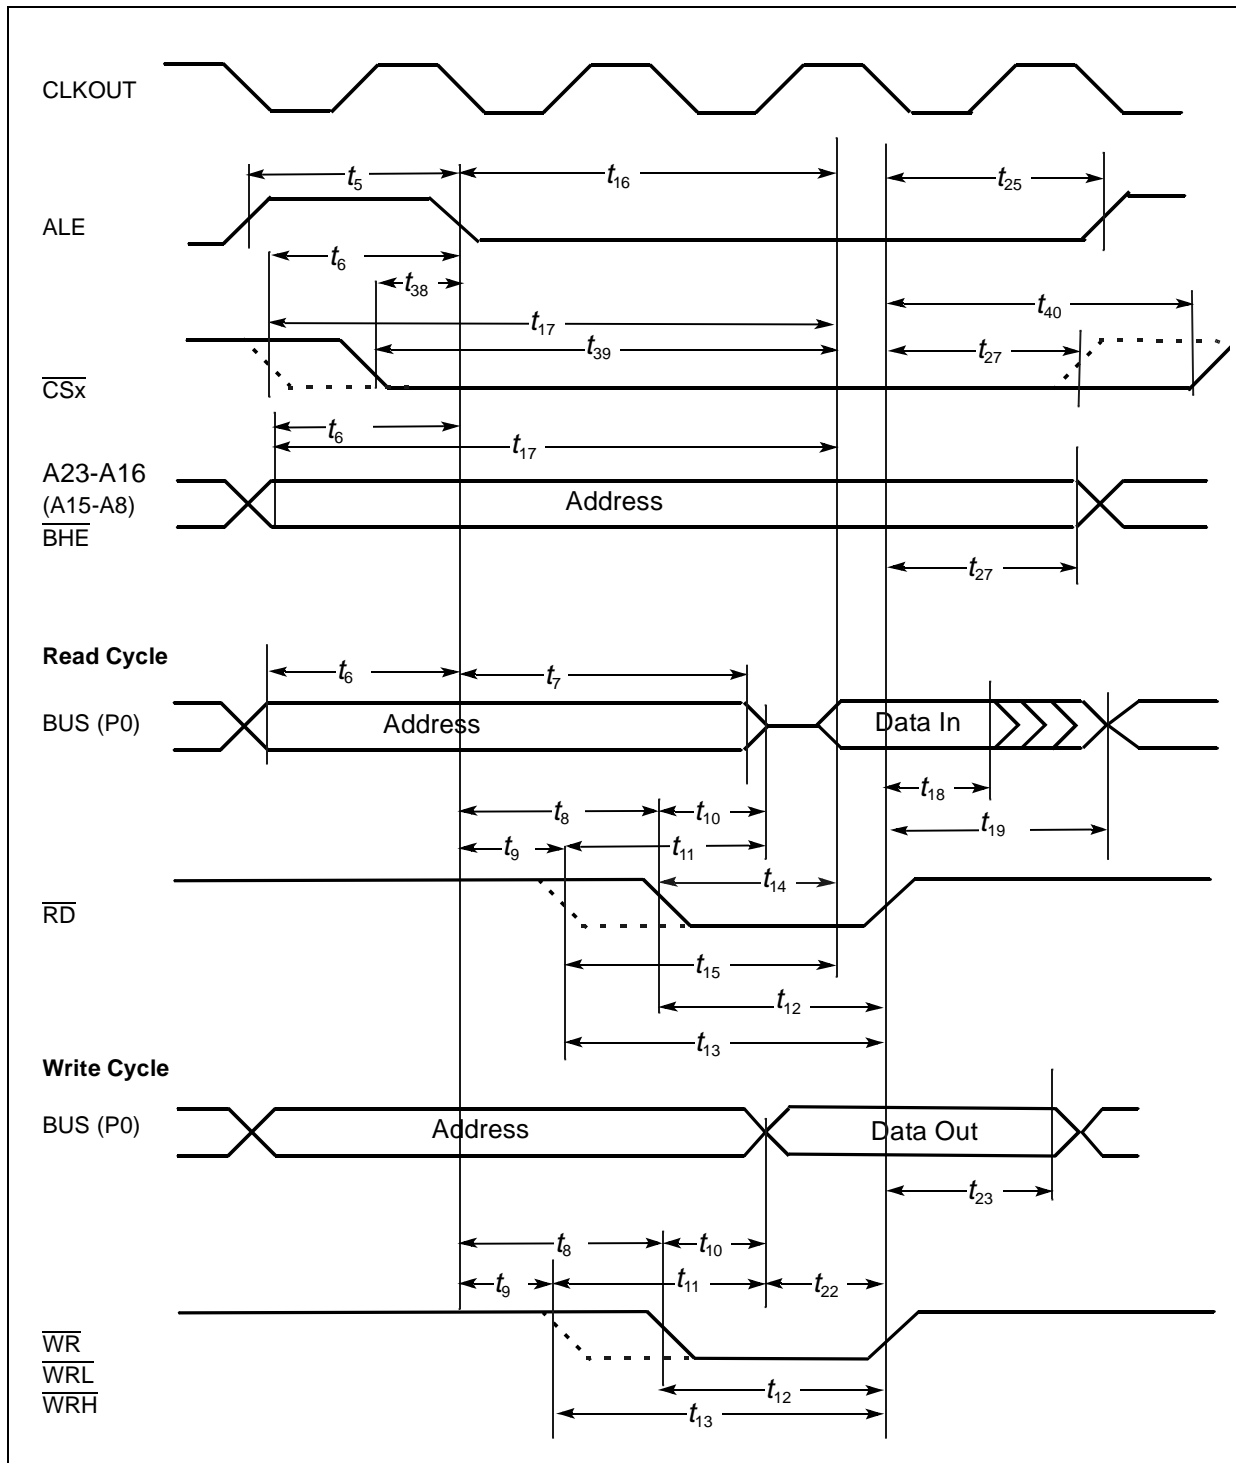 CLKOUT
t5 t16 t25
ALE
t6
t38
t40
t17
t39 t27
CSx
t6
t17
A23-A16
(A15-A8) Address
BHE
t27
Read Cycle
t6 t7
BUS (P0) Address Data In
t18
t8 t10 t19
t9 t11
t14
RD
t15
t12
t13
Write Cycle
BUS (P0) Address Data Out
t23
t8 t10
t9 t11 t22
WR
WRL t12
WRH t13